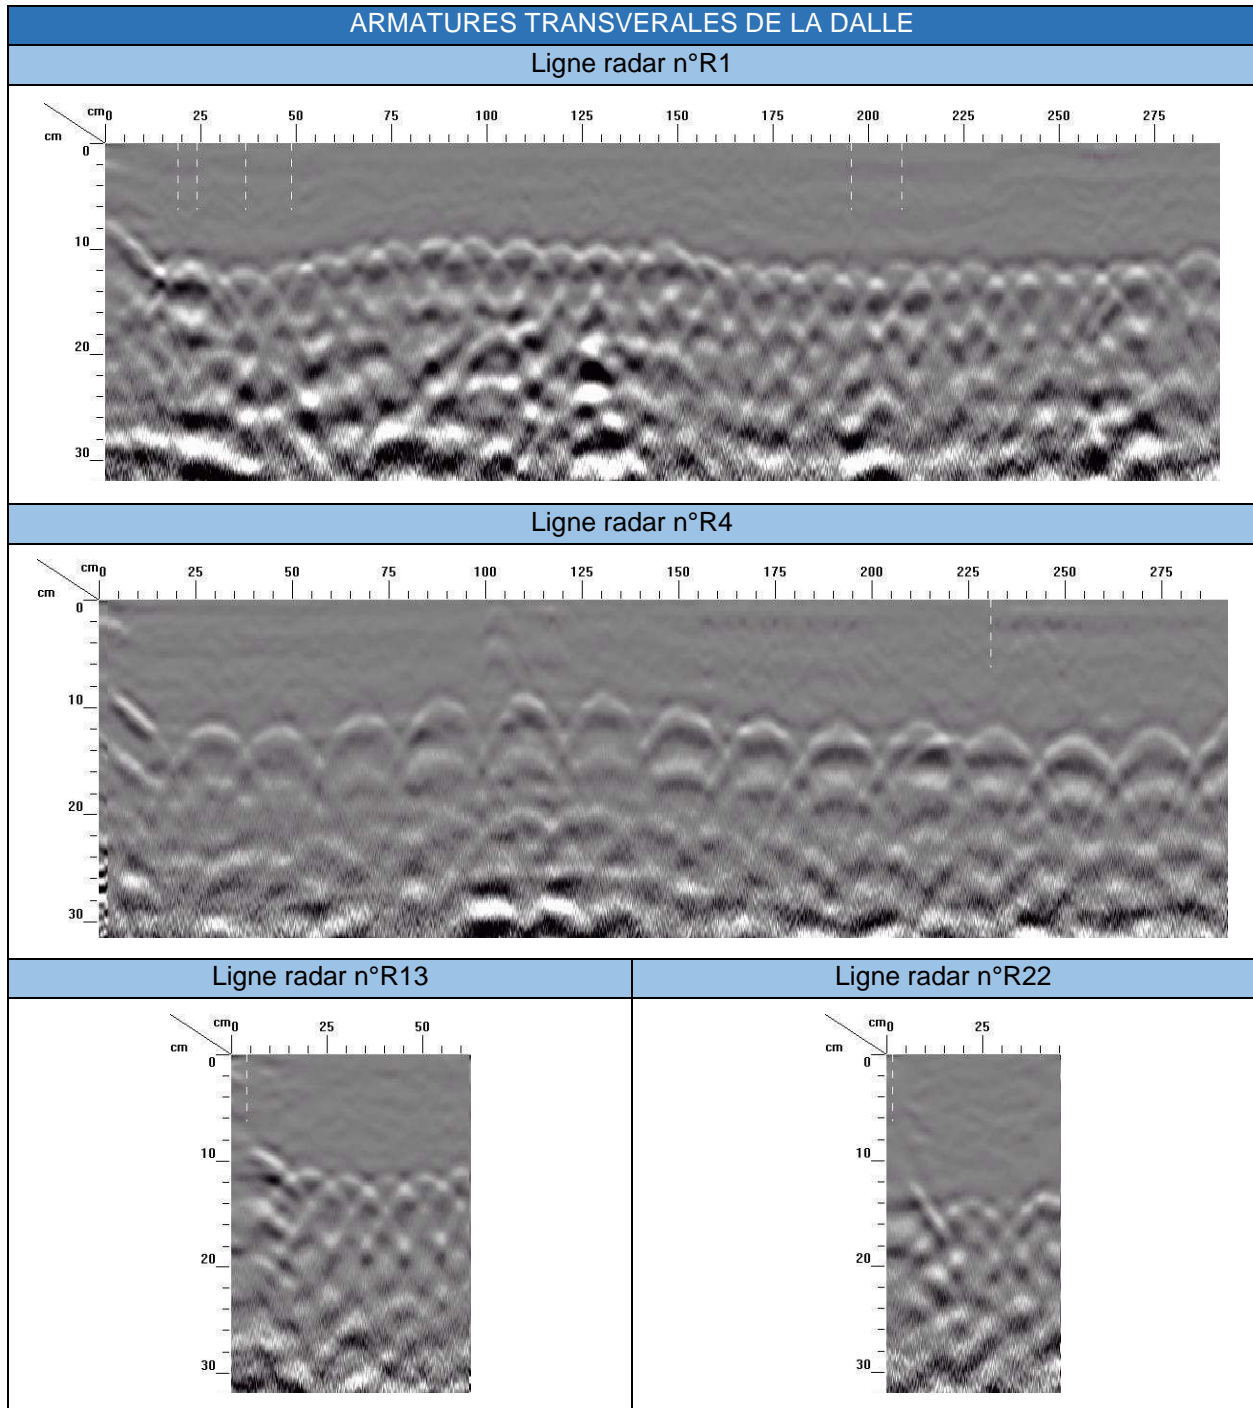 ARMATURES TRANSVERALES DE LA DALLE
Ligne radar n°R1
cm 0 25 50 75 100 125 150 175 200 225 250 275
cm
0
10
20
30
Ligne radar n°R4
cm 0 25 50 75 100 125 150 175 200 225 250 275
cm
0
10
20
30
Ligne radar n°R13
cm 0 25 50
cm
0
10
20
30
Ligne radar n°R22
cm 0 25
cm
0
10
20
30